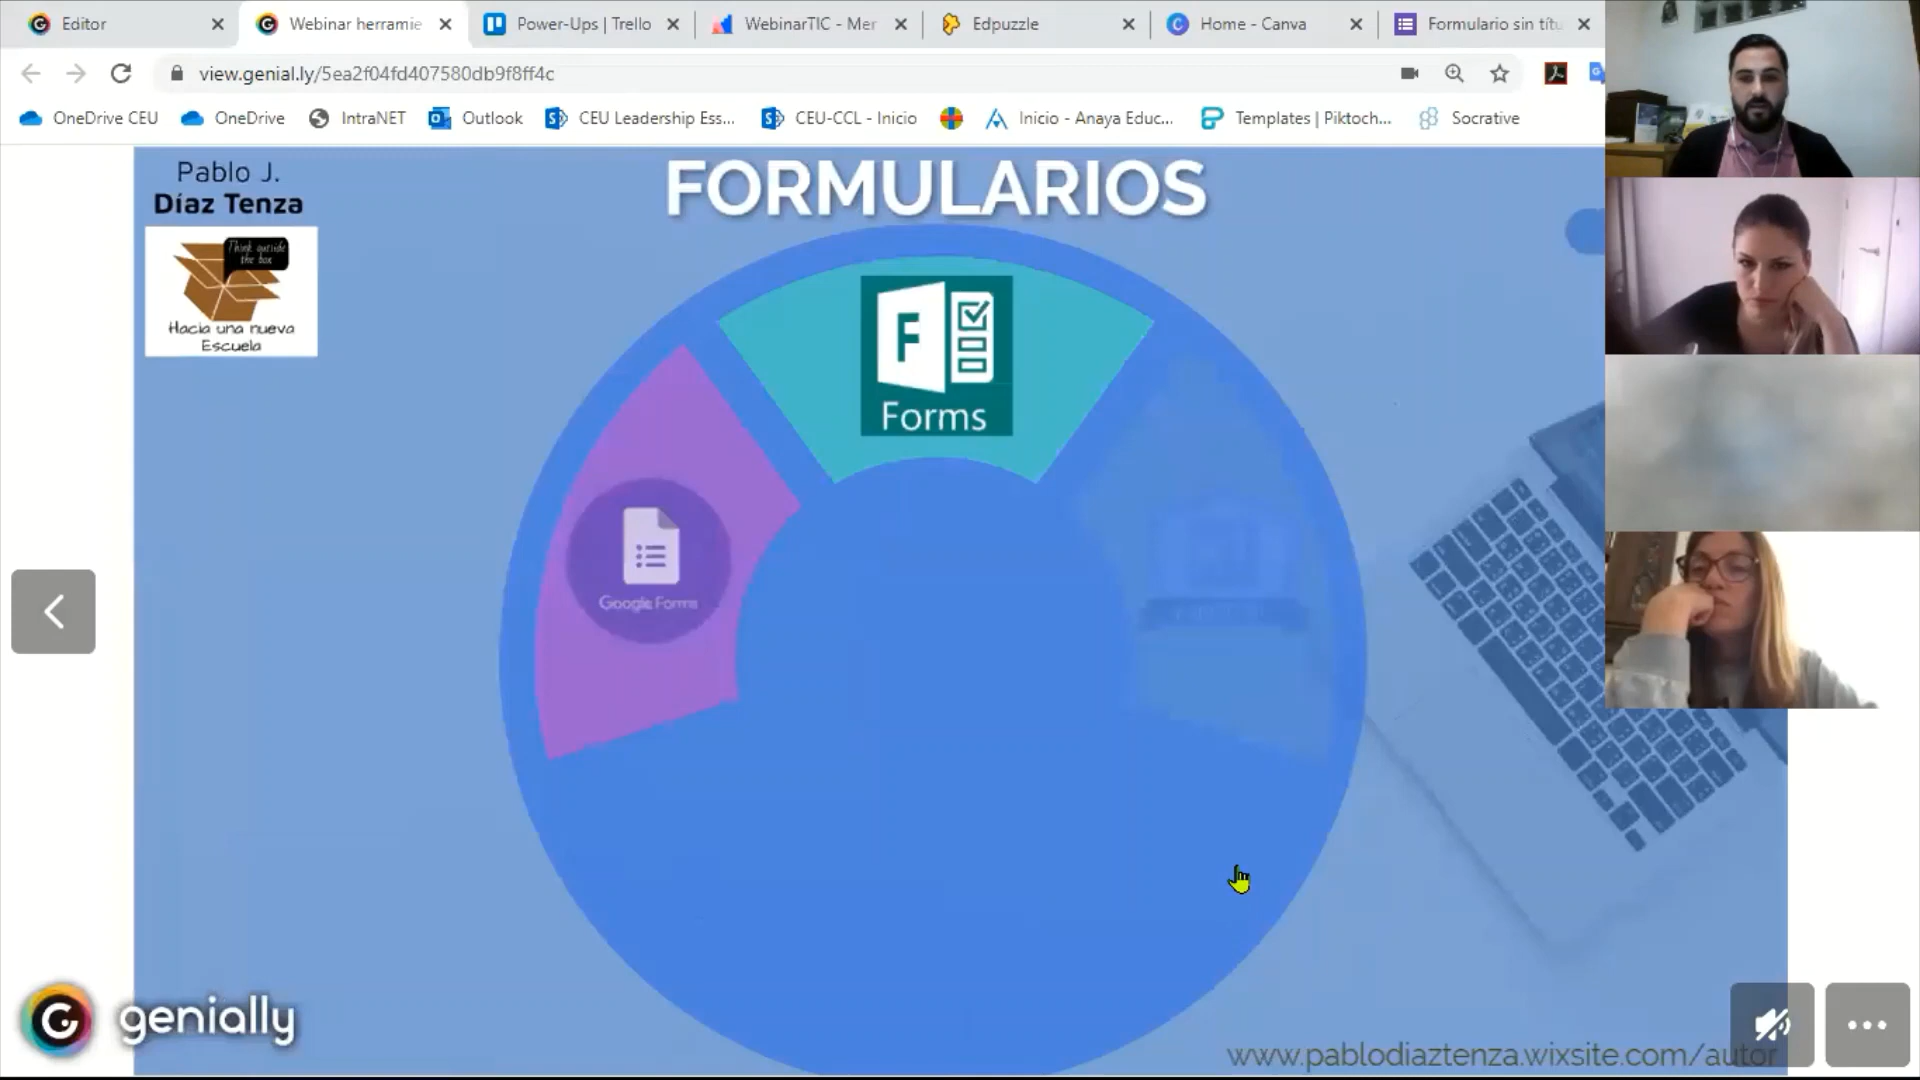 Editor
Webinar herramie
Power-Ups | Trello
WebinarTIC - Mer
Edpuzzle
Home - Canva
Formulario sin títu
view.genial.ly/5ea2f04fd407580db9f8ff4c
OneDrive CEU
OneDrive
IntraNET
Outlook
CEU Leadership Ess...
CEU-CCL - Inicio
Inicio - Anaya Educ...
Templates | Piktoch...
Socrative
Pablo J.
Díaz Tenza
Think outside
the box
Hacia una nueva
Escuela
FORMULARIOS
F
Forms
Google Forms
genially
www.pablodiaztenza.wixsite.com/autor